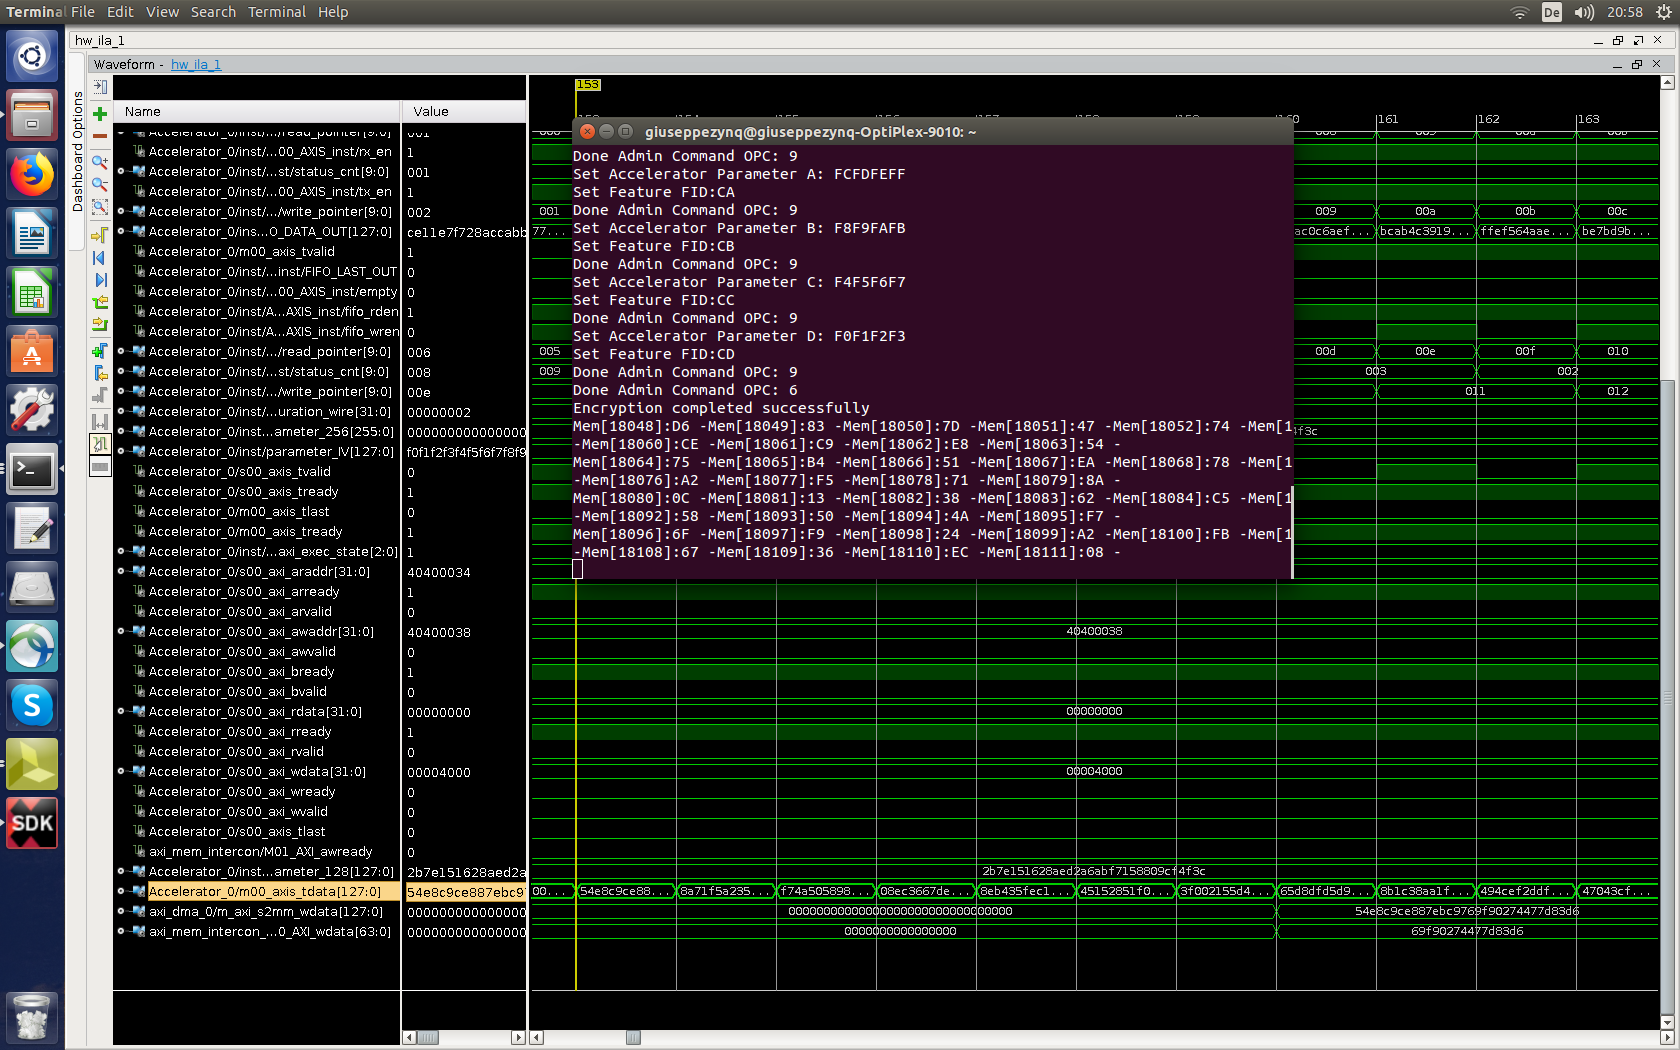 Terminal File Edit View Search Terminal Help
De 20:58
hw_ila_1
Waveform - hw_ila_1
Dashboard Options
Name Value
153
161 162 163
Accelerator_0/inst/...00_AXIS_inst/rx_en 1
Accelerator_0/inst/...st/status_cnt[9:0] 001
Accelerator_0/inst/...00_AXIS_inst/tx_en 1
Accelerator_0/inst/.../write_pointer[9:0] 002 001 009 00a 00b 00c
Accelerator_0/ins...O_DATA_OUT[127:0] ce11e7f728accabb 77... ac0c6aef... bcab4c3919... ffef564aae... be7bd9b...
Accelerator_0/m00_axis_tvalid 1
Accelerator_0/inst/...inst/FIFO_LAST_OUT 0
Accelerator_0/inst/...00_AXIS_inst/empty 0
Accelerator_0/inst/A...AXIS_inst/fifo_rden 1
Accelerator_0/inst/A...AXIS_inst/fifo_wren 0
Accelerator_0/inst/.../read_pointer[9:0] 006 005 00d 00e 00f 010
Accelerator_0/inst/...st/status_cnt[9:0] 008 009 003 002
Accelerator_0/inst/.../write_pointer[9:0] 00e 011 012
Accelerator_0/inst...uration_wire[31:0] 00000002
Accelerator_0/inst...ameter_256[255:0] 000000000000000
Accelerator_0/inst/parameter_IV[127:0] f0f1f2f3f4f5f6f7f8f9
Accelerator_0/s00_axis_tvalid 0
Accelerator_0/s00_axis_tready 1
Accelerator_0/m00_axis_tlast 0
Accelerator_0/m00_axis_tready 1
Accelerator_0/inst...axi_exec_state[2:0] 1
Accelerator_0/s00_axi_araddr[31:0] 40400034
Accelerator_0/s00_axi_arready 1
Accelerator_0/s00_axi_arvalid 0
Accelerator_0/s00_axi_awaddr[31:0] 40400038 40400038
Accelerator_0/s00_axi_awvalid 0
Accelerator_0/s00_axi_bready 1
Accelerator_0/s00_axi_bvalid 0
Accelerator_0/s00_axi_rdata[31:0] 00000000 00000000
Accelerator_0/s00_axi_rready 1
Accelerator_0/s00_axi_rvalid 0
Accelerator_0/s00_axi_wdata[31:0] 00004000 00004000
Accelerator_0/s00_axi_wready 0
Accelerator_0/s00_axi_wvalid 0
Accelerator_0/s00_axis_tlast 0
axi_mem_intercon/M01_AXI_awready 0
Accelerator_0/inst...ameter_128[127:0] 2b7e151628aed2a 2b7e151628aed2a6abf7158809cf4f3c
Accelerator_0/m00_axis_tdata[127:0] 54e8c9ce887ebc97 00... 54e8c9ce88... 8a71f5a235... f74a505898... 08ec3667de... 8eb435fec1... 45152851f0... 3f002155d4... 65d8dfd5d9... 8b1c38aa1f... 494cef2ddf... 47043cf...
axi_dma_0/m_axi_s2mm_wdata[127:0] 000000000000000 00000000000000000000000000000000 54e8c9ce887ebc9769f90274477d83d6
axi_mem_intercon_...0_AXI_wdata[63:0] 000000000000000 0000000000000000 69f90274477d83d6
giuseppezynq@giuseppezynq-OptiPlex-9010: ~
Done Admin Command OPC: 9
Set Accelerator Parameter A: FCFDFEFF
Set Feature FID:CA
Done Admin Command OPC: 9
Set Accelerator Parameter B: F8F9FAFB
Set Feature FID:CB
Done Admin Command OPC: 9
Set Accelerator Parameter C: F4F5F6F7
Set Feature FID:CC
Done Admin Command OPC: 9
Set Accelerator Parameter D: F0F1F2F3
Set Feature FID:CD
Done Admin Command OPC: 9
Done Admin Command OPC: 6
Encryption completed successfully
Mem[18048]:D6 -Mem[18049]:83 -Mem[18050]:7D -Mem[18051]:47 -Mem[18052]:74 -Mem[1
-Mem[18060]:CE -Mem[18061]:C9 -Mem[18062]:E8 -Mem[18063]:54 -
Mem[18064]:75 -Mem[18065]:B4 -Mem[18066]:51 -Mem[18067]:EA -Mem[18068]:78 -Mem[1
-Mem[18076]:A2 -Mem[18077]:F5 -Mem[18078]:71 -Mem[18079]:8A -
Mem[18080]:0C -Mem[18081]:13 -Mem[18082]:38 -Mem[18083]:62 -Mem[18084]:C5 -Mem[1
-Mem[18092]:58 -Mem[18093]:50 -Mem[18094]:4A -Mem[18095]:F7 -
Mem[18096]:6F -Mem[18097]:F9 -Mem[18098]:24 -Mem[18099]:A2 -Mem[18100]:FB -Mem[1
-Mem[18108]:67 -Mem[18109]:36 -Mem[18110]:EC -Mem[18111]:08 -
SDK